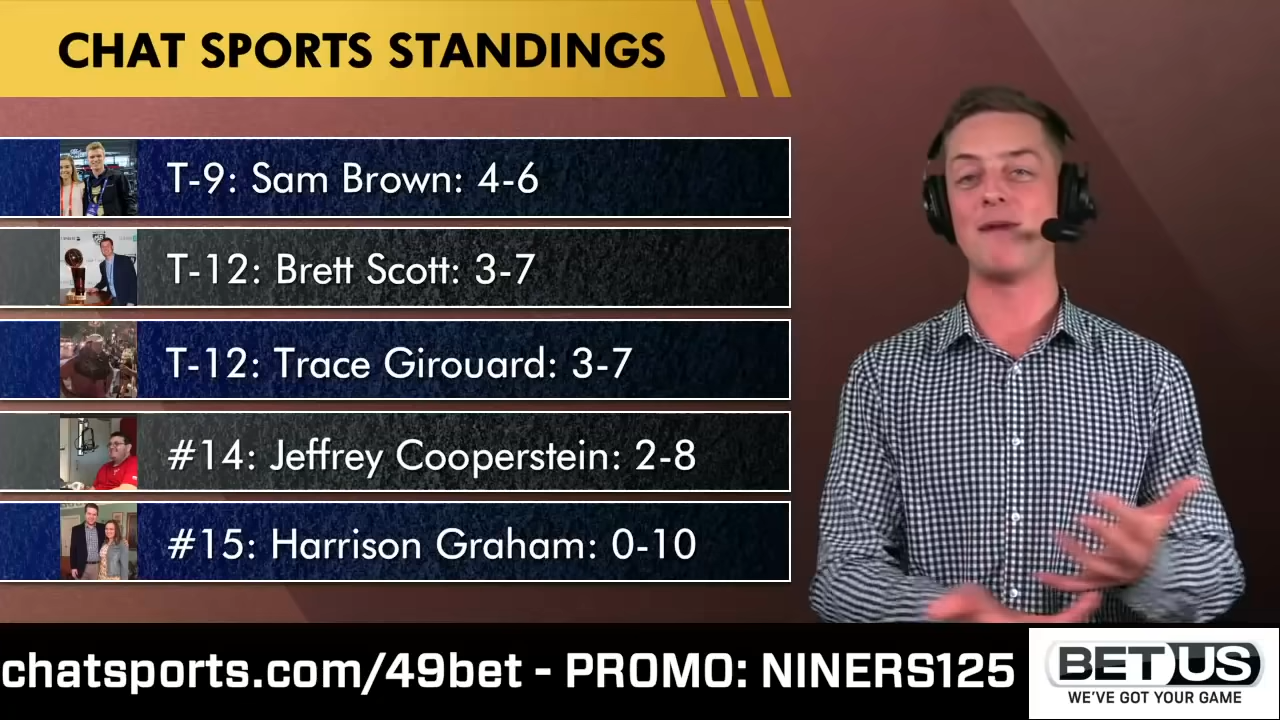 CHAT SPORTS STANDINGS
T-9: Sam Brown: 4-6
T-12: Brett Scott: 3-7
T-12: Trace Girouard: 3-7
#14: Jeffrey Cooperstein: 2-8
#15: Harrison Graham: 0-10
chatsports.com/49bet - PROMO: NINERS125
BETUS
WE'VE GOT YOUR GAME